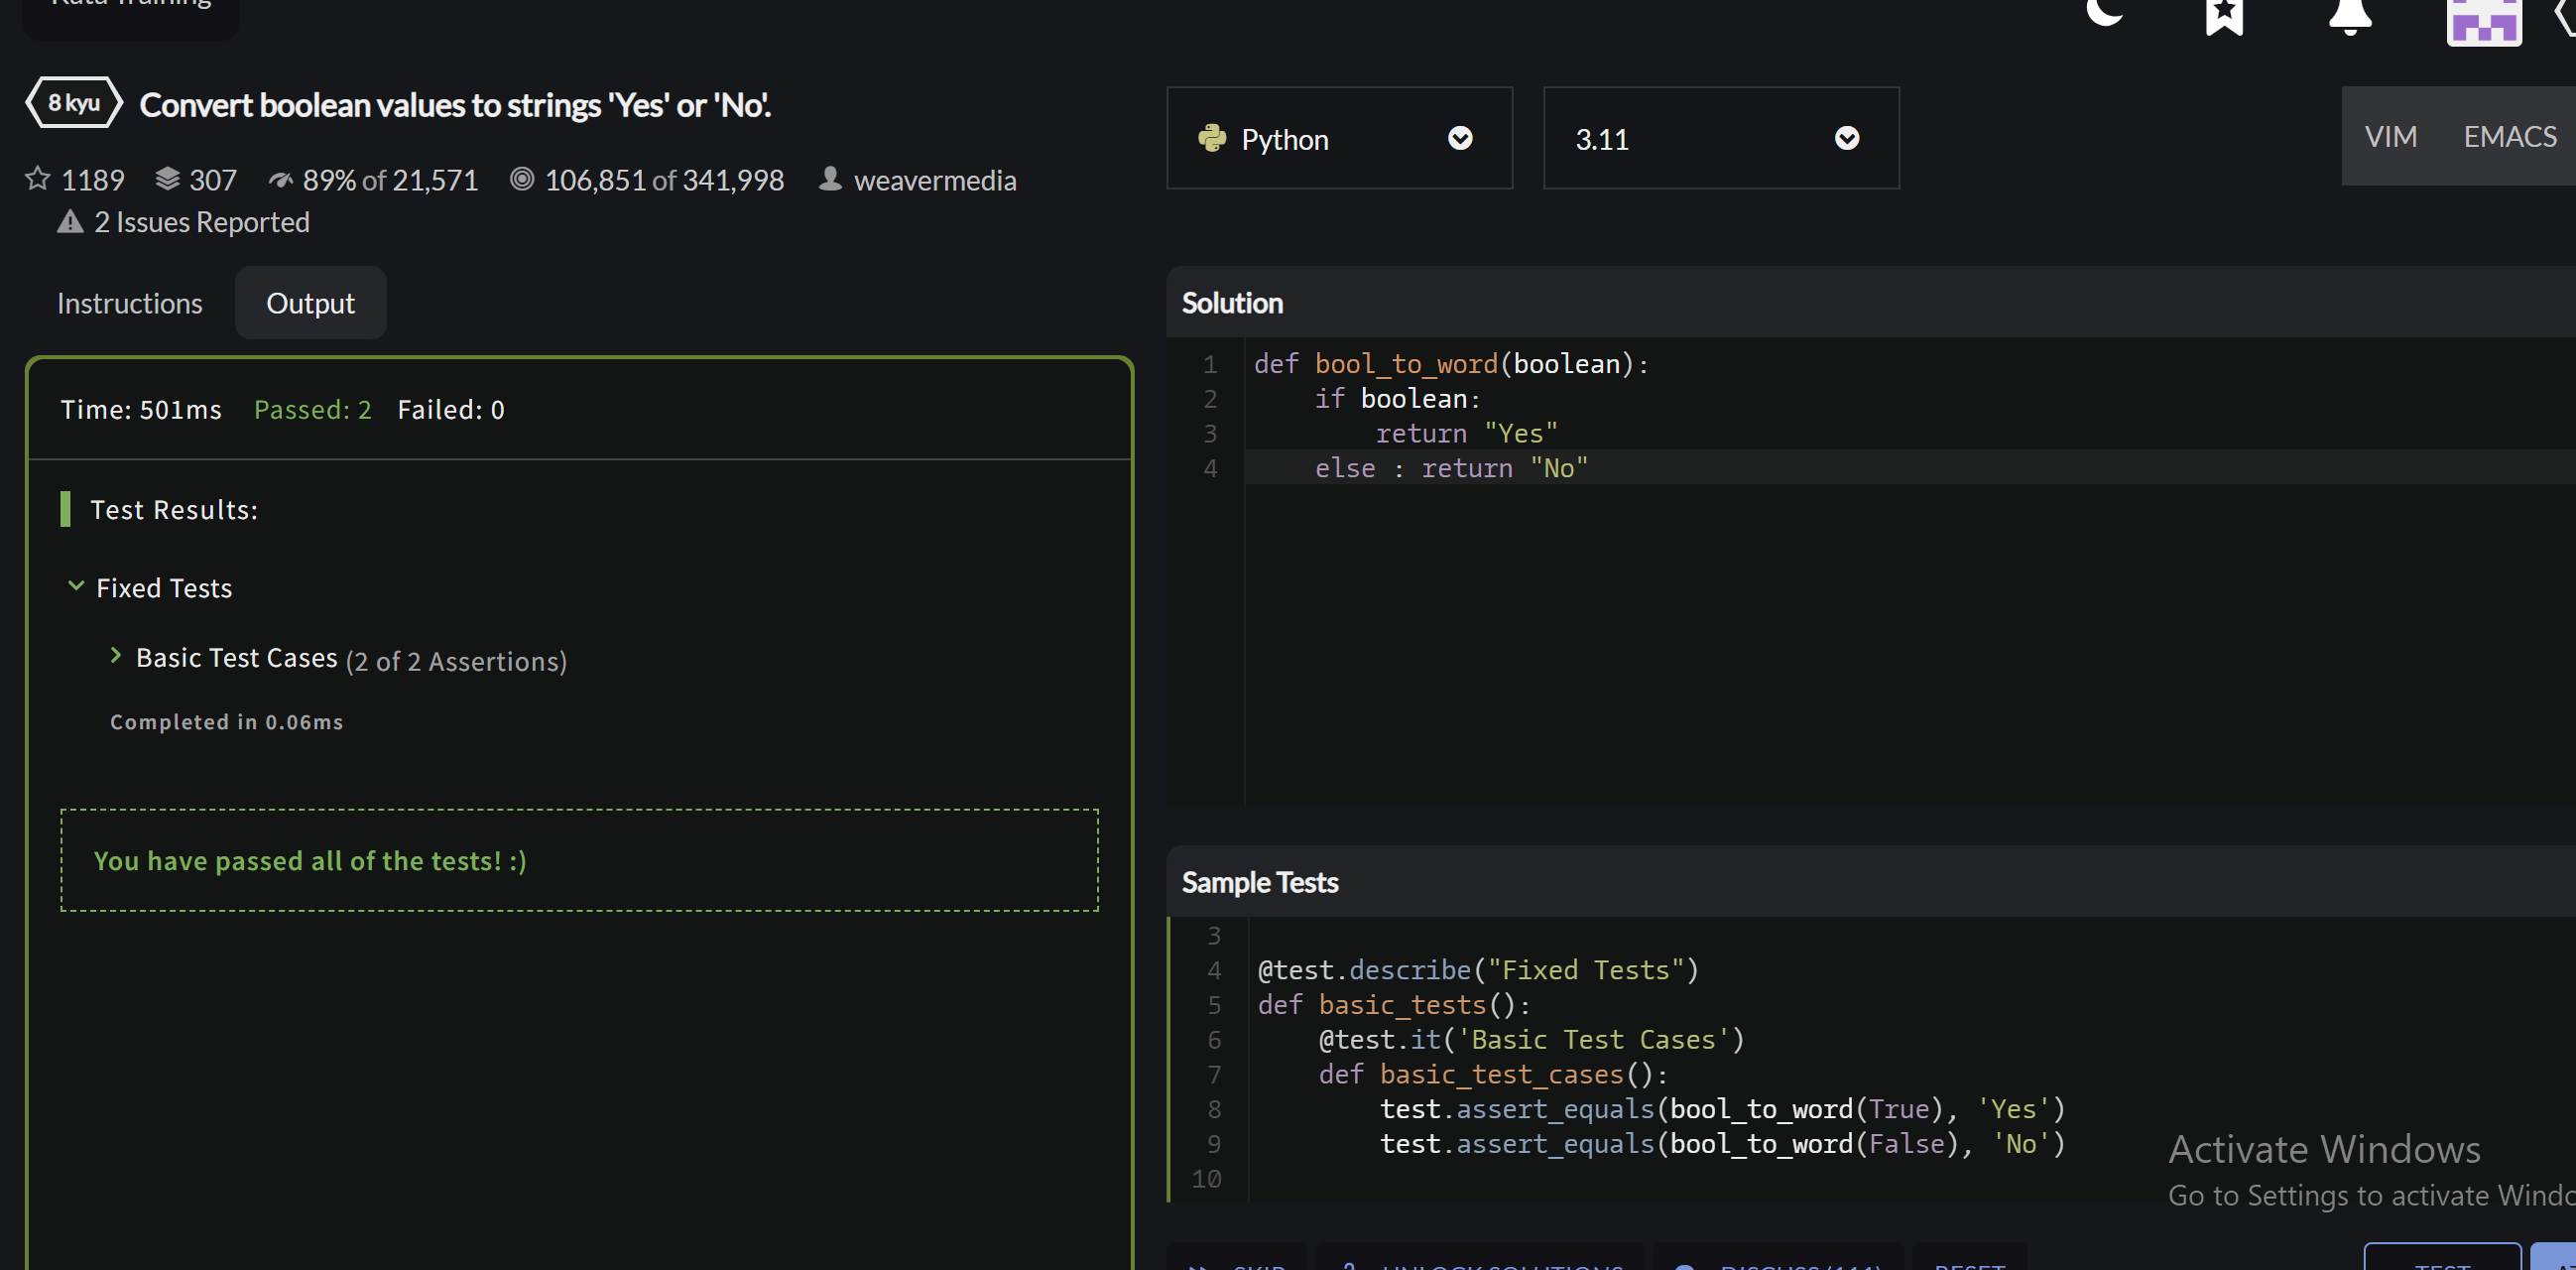 Kata Training
8 kyu Convert boolean values to strings 'Yes' or 'No'.
1189 307 89% of 21,571 106,851 of 341,998 weavermedia
2 Issues Reported
Python 3.11
VIM EMACS
Instructions Output
Time: 501ms Passed: 2 Failed: 0
Test Results:
Fixed Tests
Basic Test Cases (2 of 2 Assertions)
Completed in 0.06ms
You have passed all of the tests! :)
Solution
1 def bool_to_word(boolean):
2     if boolean:
3         return "Yes"
4     else : return "No"
Sample Tests
3
4 @test.describe("Fixed Tests")
5 def basic_tests():
6     @test.it('Basic Test Cases')
7     def basic_test_cases():
8         test.assert_equals(bool_to_word(True), 'Yes')
9         test.assert_equals(bool_to_word(False), 'No')
10
Activate Windows
Go to Settings to activate Windo
SKIP UNLOCK SOLUTIONS DISCUSS RESET TEST